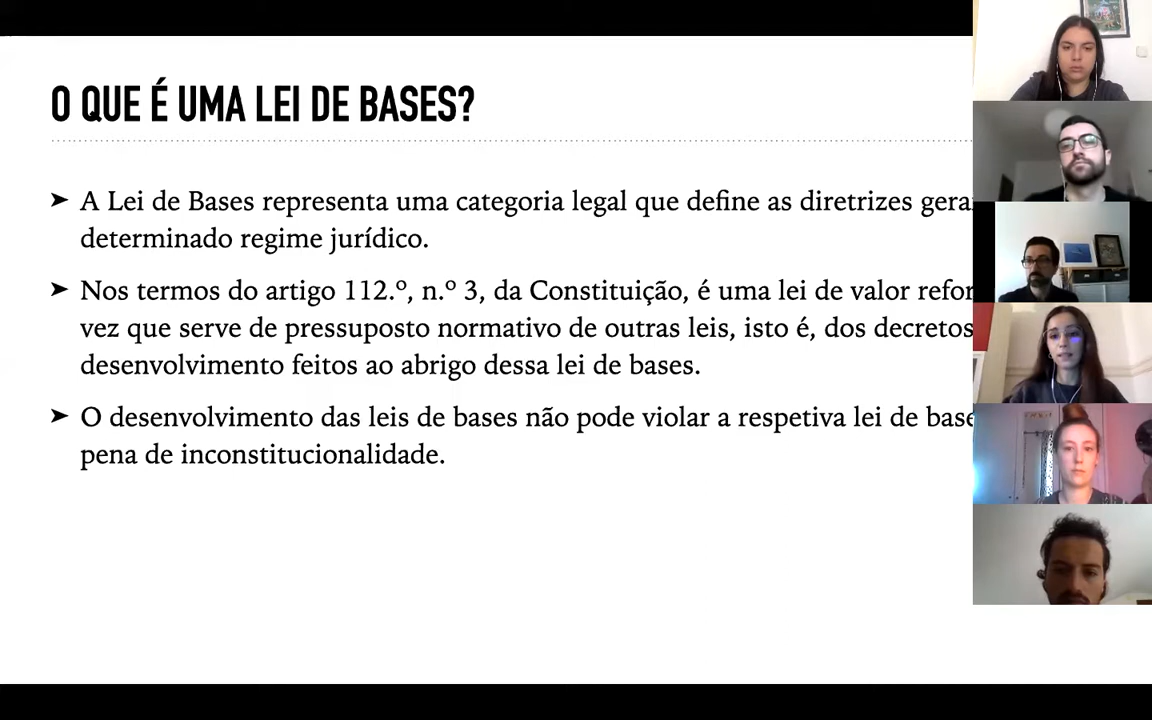 O QUE É UMA LEI DE BASES?
➤ A Lei de Bases representa uma categoria legal que define as diretrizes
determinado regime jurídico.
➤ Nos termos do artigo 112.º, n.º 3, da Constituição, é uma lei de valor
vez que serve de pressuposto normativo de outras leis, isto é, dos decretos
desenvolvimento feitos ao abrigo dessa lei de bases.
➤ O desenvolvimento das leis de bases não pode violar a respetiva lei de
pena de inconstitucionalidade.